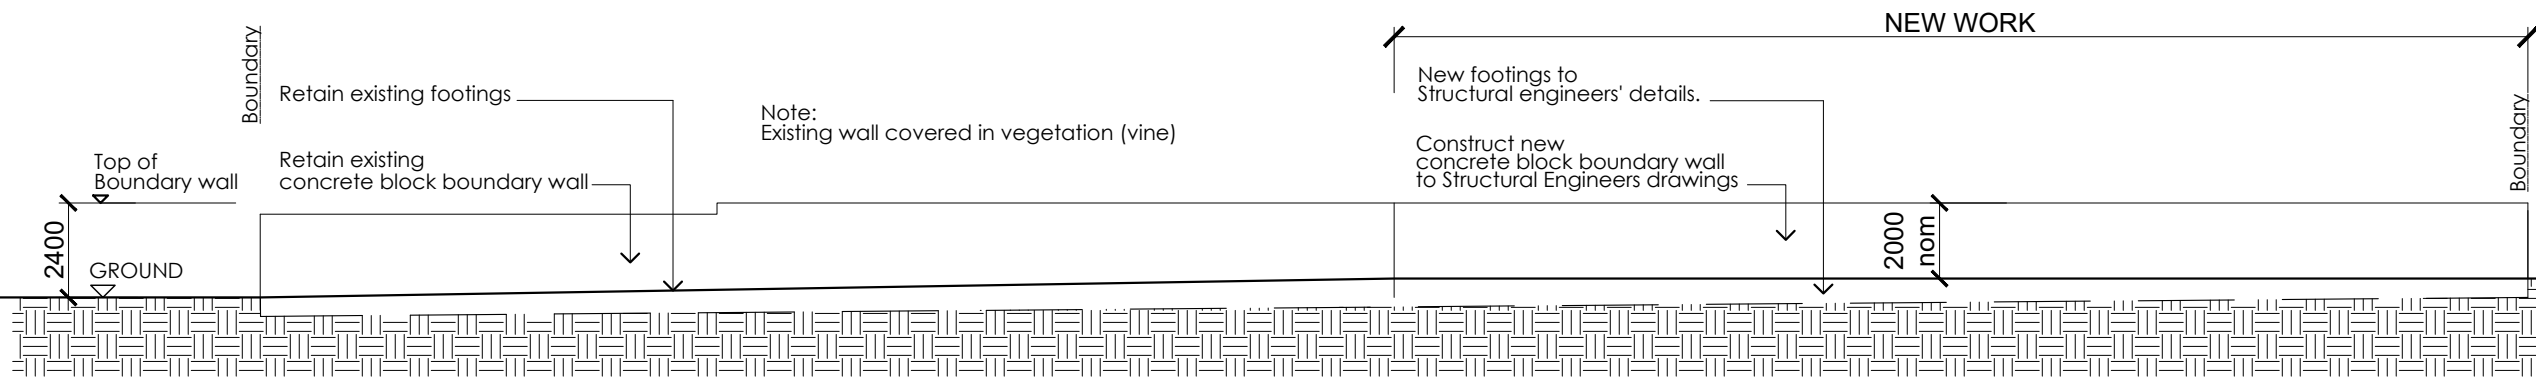 NEW WORK
Boundary
Retain existing footings
Note:
Existing wall covered in vegetation (vine)
New footings to
Structural engineers' details.
Boundary
Top of
Boundary wall
Retain existing
concrete block boundary wall
Construct new
concrete block boundary wall
to Structural Engineers drawings
2400
GROUND
2000
nom